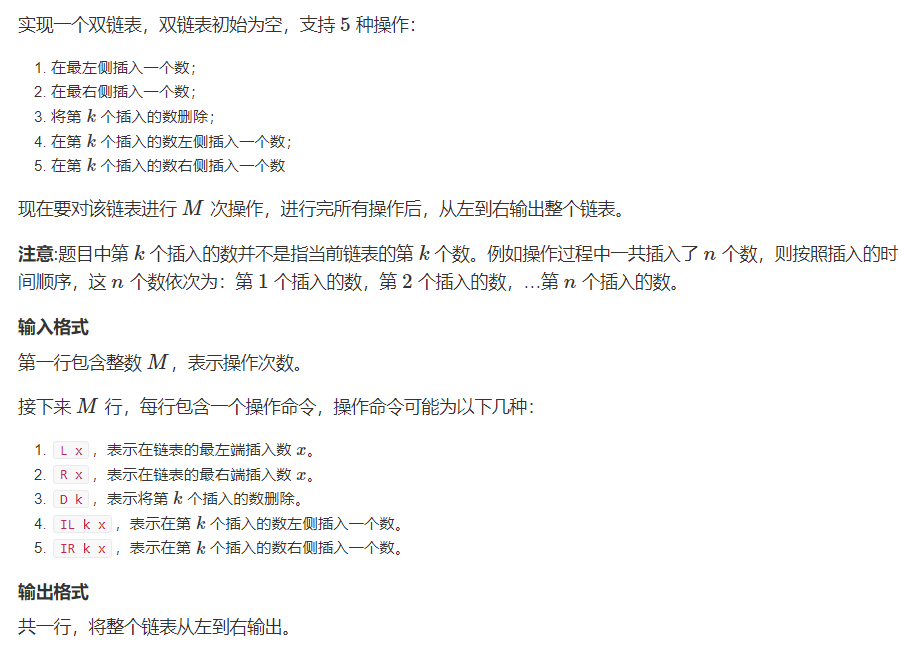 实现一个双链表，双链表初始为空，支持 5 种操作：
1. 在最左侧插入一个数；
2. 在最右侧插入一个数；
3. 将第 k 个插入的数删除；
4. 在第 k 个插入的数左侧插入一个数；
5. 在第 k 个插入的数右侧插入一个数
现在要对该链表进行 M 次操作，进行完所有操作后，从左到右输出整个链表。
注意:题目中第 k 个插入的数并不是指当前链表的第 k 个数。例如操作过程中一共插入了 n 个数，则按照插入的时
间顺序，这 n 个数依次为：第 1 个插入的数，第 2 个插入的数，…第 n 个插入的数。
输入格式
第一行包含整数 M，表示操作次数。
接下来 M 行，每行包含一个操作命令，操作命令可能为以下几种：
1. L x，表示在链表的最左端插入数 x。
2. R x，表示在链表的最右端插入数 x。
3. D k，表示将第 k 个插入的数删除。
4. IL k x，表示在第 k 个插入的数左侧插入一个数。
5. IR k x，表示在第 k 个插入的数右侧插入一个数。
输出格式
共一行，将整个链表从左到右输出。